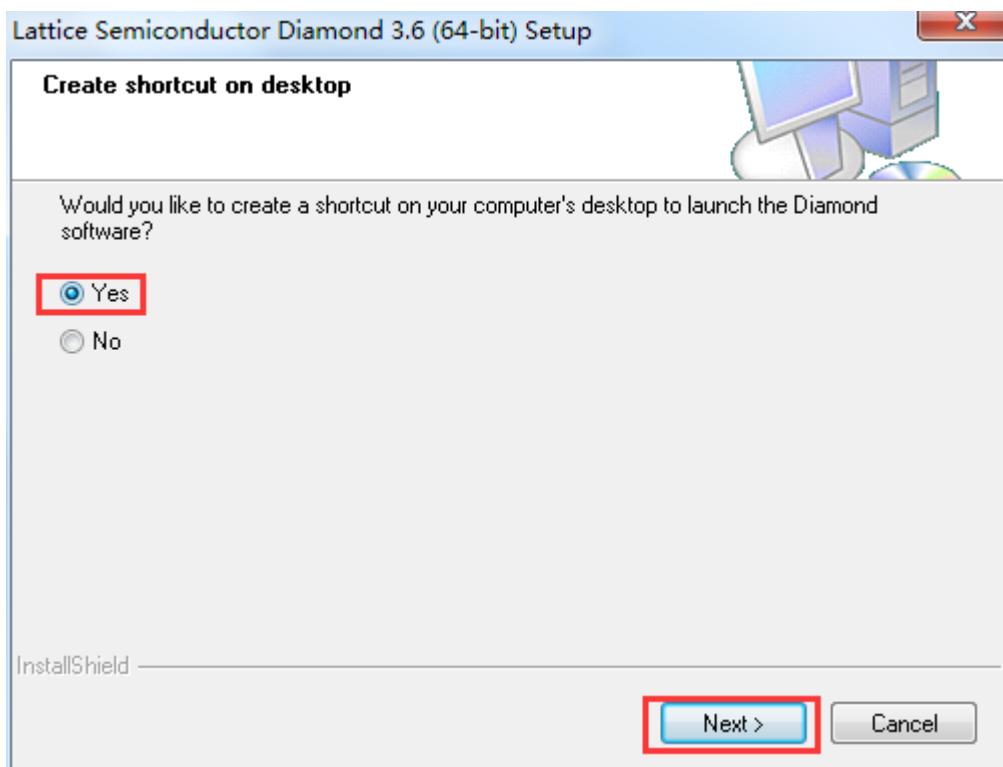 Lattice Semiconductor Diamond 3.6 (64-bit) Setup
Create shortcut on desktop
Would you like to create a shortcut on your computer's desktop to launch the Diamond
software?
Yes
No
InstallShield
Next >
Cancel